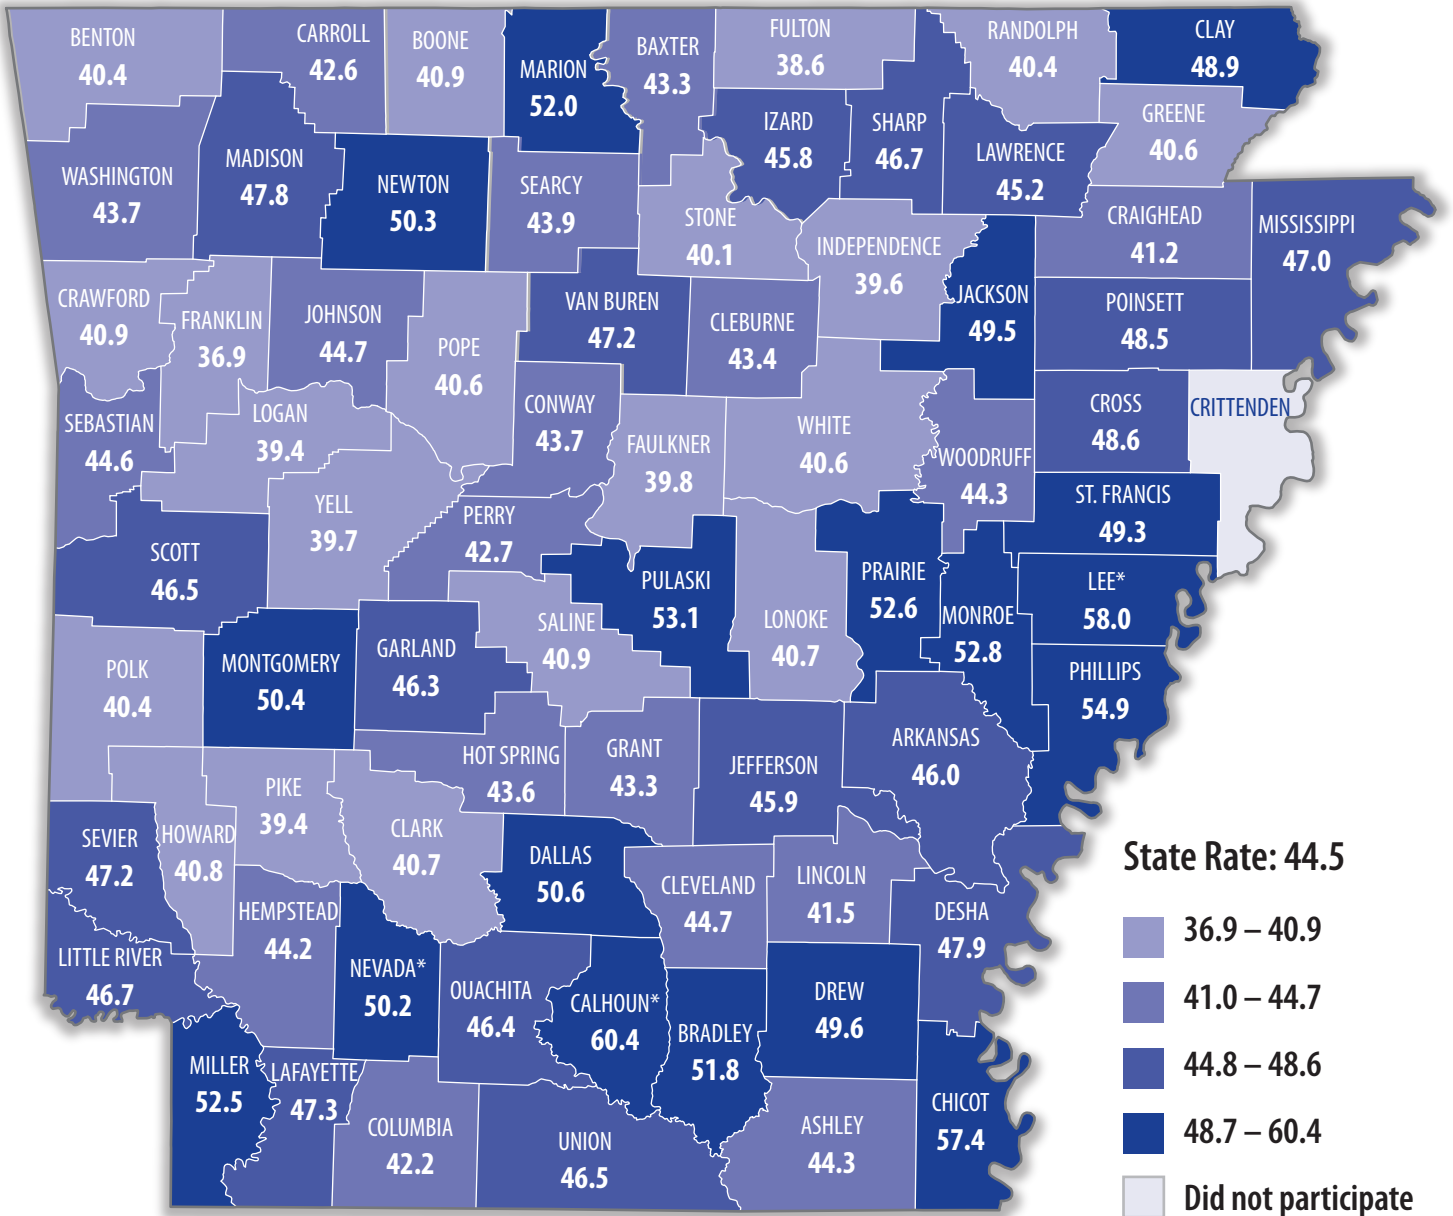 BENTON
40.4
CARROLL
42.6
BOONE
40.9
MARION
52.0
BAXTER
43.3
FULTON
38.6
RANDOLPH
40.4
CLAY
48.9
GREENE
40.6
IZARD
45.8
SHARP
46.7
LAWRENCE
45.2
WASHINGTON
43.7
MADISON
47.8
NEWTON
50.3
SEARCY
43.9
STONE
40.1
INDEPENDENCE
39.6
CRAIGHEAD
41.2
MISSISSIPPI
47.0
CRAWFORD
40.9
FRANKLIN
36.9
JOHNSON
44.7
POPE
40.6
VAN BUREN
47.2
CLEBURNE
43.4
JACKSON
49.5
POINSETT
48.5
SEBASTIAN
44.6
LOGAN
39.4
CONWAY
43.7
FAULKNER
39.8
WHITE
40.6
WOODRUFF
44.3
CROSS
48.6
CRITTENDEN
YELL
39.7
PERRY
42.7
ST. FRANCIS
49.3
SCOTT
46.5
PULASKI
53.1
LONOKE
40.7
PRAIRIE
52.6
MONROE
52.8
LEE*
58.0
POLK
40.4
MONTGOMERY
50.4
GARLAND
46.3
SALINE
40.9
PHILLIPS
54.9
HOT SPRING
43.6
GRANT
43.3
JEFFERSON
45.9
ARKANSAS
46.0
SEVIER
47.2
HOWARD
40.8
PIKE
39.4
CLARK
40.7
DALLAS
50.6
CLEVELAND
44.7
LINCOLN
41.5
DESHA
47.9
LITTLE RIVER
46.7
HEMPSTEAD
44.2
NEVADA*
50.2
OUACHITA
46.4
CALHOUN*
60.4
BRADLEY
51.8
DREW
49.6
MILLER
52.5
LAFAYETTE
47.3
COLUMBIA
42.2
UNION
46.5
ASHLEY
44.3
CHICOT
57.4
State Rate: 44.5
36.9 – 40.9
41.0 – 44.7
44.8 – 48.6
48.7 – 60.4
Did not participate